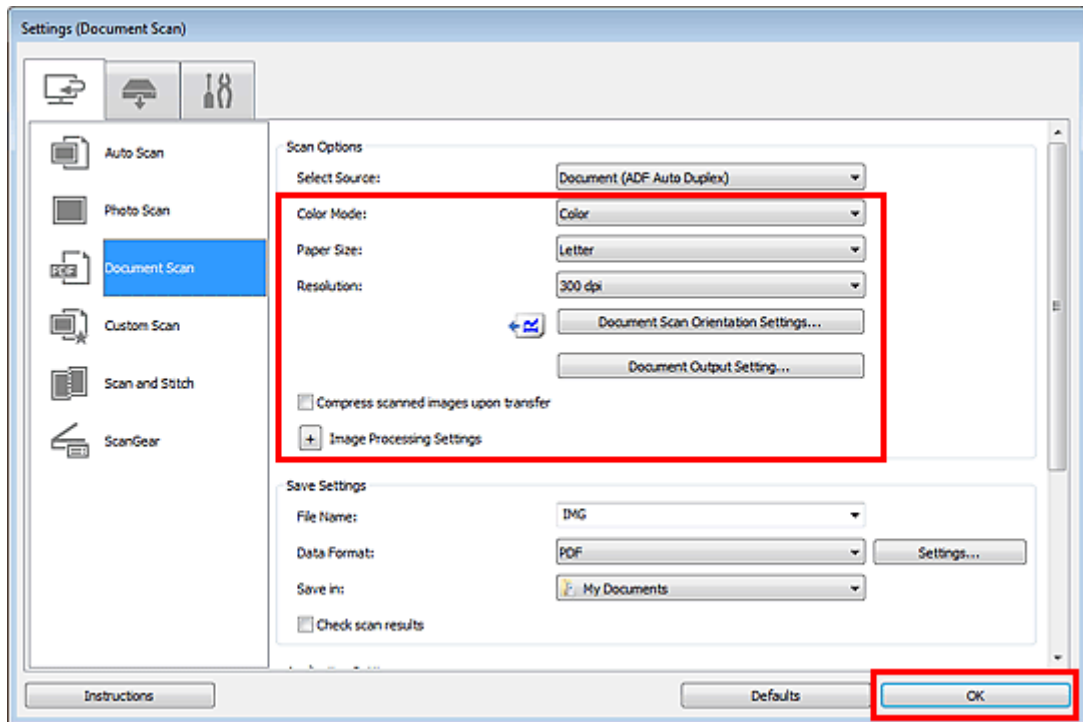 Settings (Document Scan)
Auto Scan
Photo Scan
PDF
Document Scan
Custom Scan
Scan and Stitch
ScanGear
Scan Options
Select Source: Document (ADF Auto Duplex)
Color Mode: Color
Paper Size: Letter
Resolution: 300 dpi
R
Document Scan Orientation Settings...
Document Output Setting...
Compress scanned images upon transfer
+ Image Processing Settings
Save Settings
File Name: IMG
Data Format: PDF Settings...
Save in: My Documents
Check scan results
Instructions Defaults OK